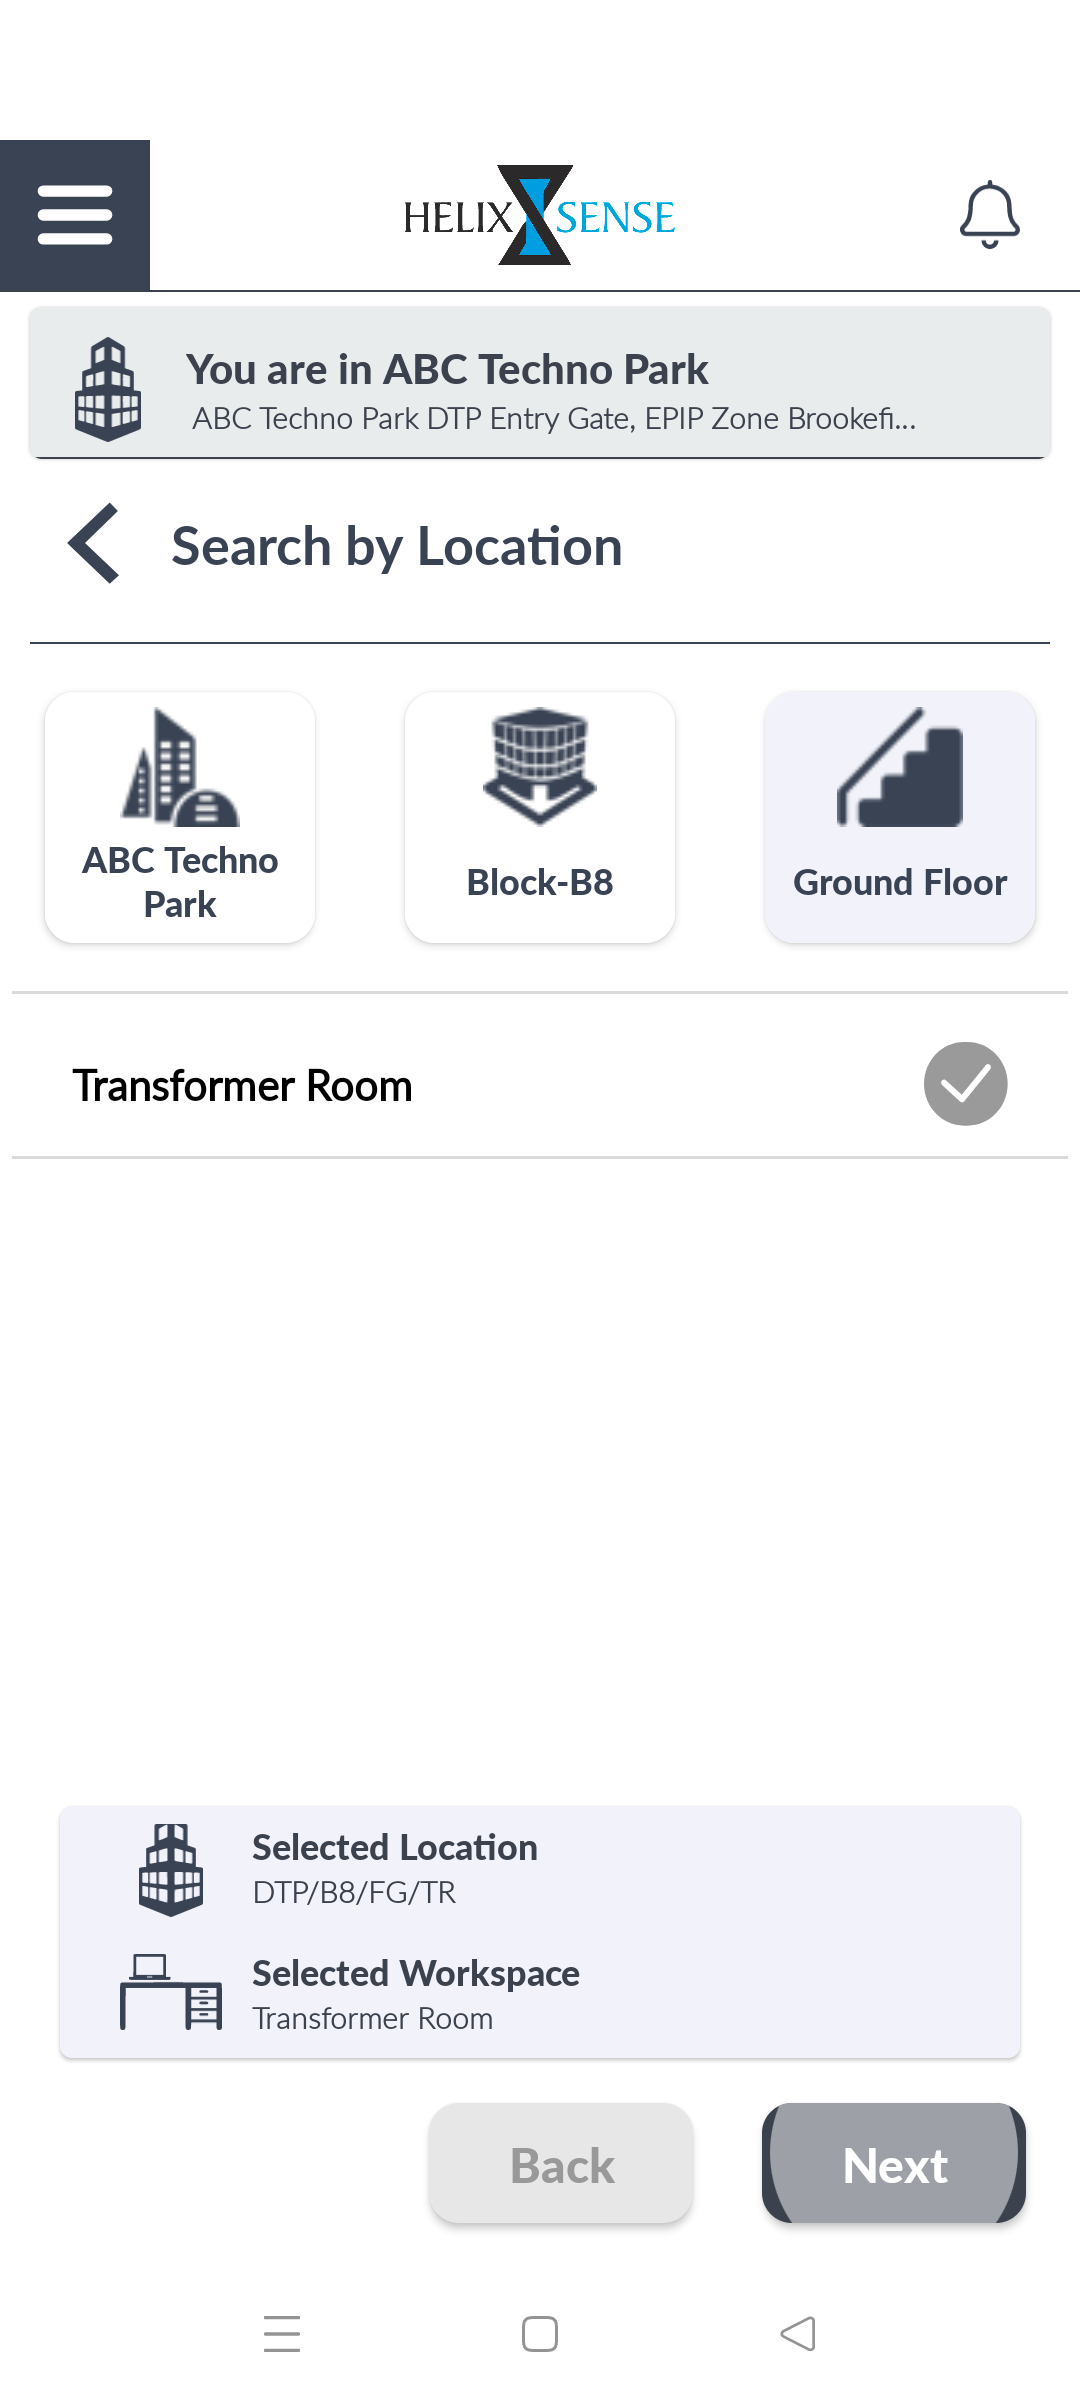 HELIX SENSE
You are in ABC Techno Park
ABC Techno Park DTP Entry Gate, EPIP Zone Brookefi...
Search by Location
ABC Techno
Park
Block-B8
Ground Floor
Transformer Room
Selected Location
DTP/B8/FG/TR
Selected Workspace
Transformer Room
Back
Next